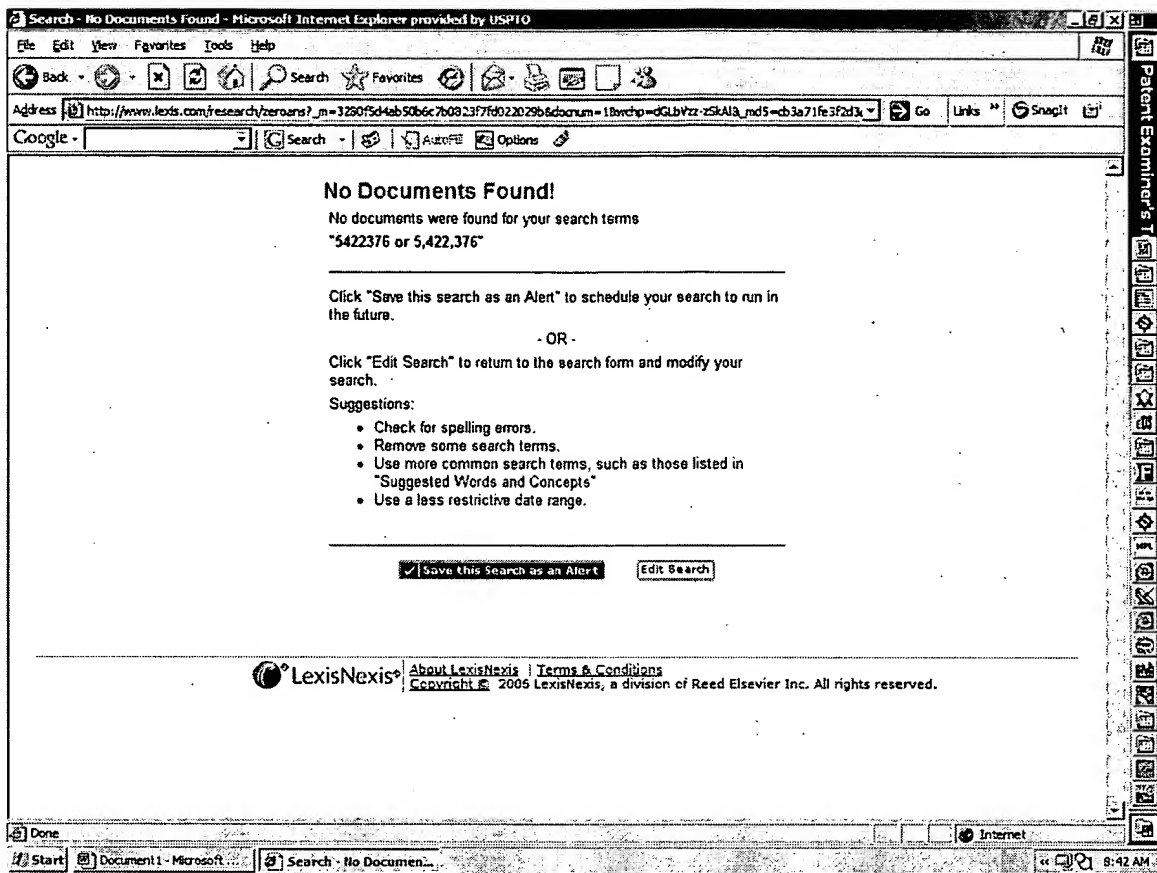 Search - No Documents Found - Microsoft Internet Explorer provided by USPTO
File Edit View Favorites Tools Help
Back Search Favorites
Address Go Links » SnagIt
Google - Search - AutoFill Options
Patent Examiner's T
No Documents Found!
No documents were found for your search terms
"5422376 or 5,422,376"
Click "Save this search as an Alert" to schedule your search to run in
the future.
- OR -
Click "Edit Search" to return to the search form and modify your
search.
Suggestions:
• Check for spelling errors.
• Remove some search terms.
• Use more common search terms, such as those listed in
"Suggested Words and Concepts"
• Use a less restrictive date range.
Save this Search as an Alert Edit Search
LexisNexis® About LexisNexis | Terms & Conditions
Copyright © 2005 LexisNexis, a division of Reed Elsevier Inc. All rights reserved.
Done Internet
Start Document1 - Microsoft ... Search - No Documen... « 8:42 AM